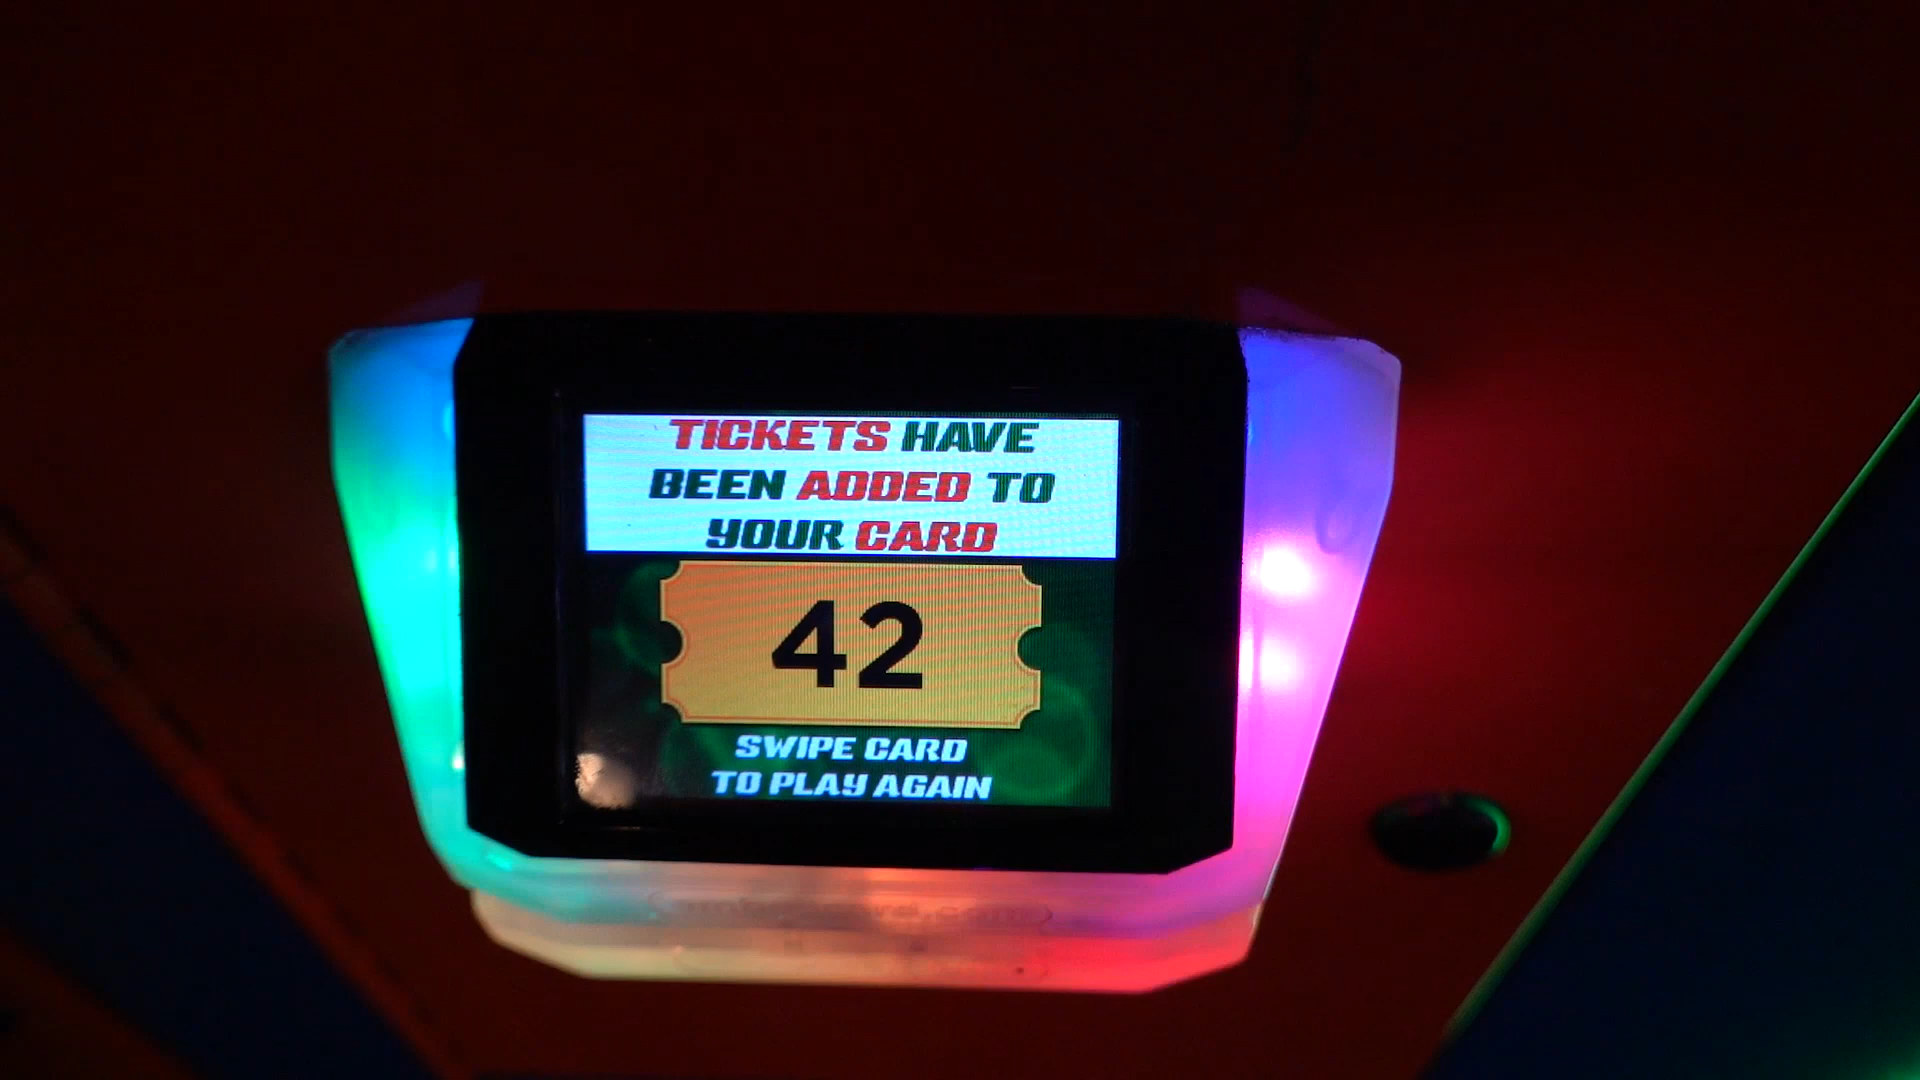 TICKETS HAVE
BEEN ADDED TO
YOUR CARD
42
SWIPE CARD
TO PLAY AGAIN